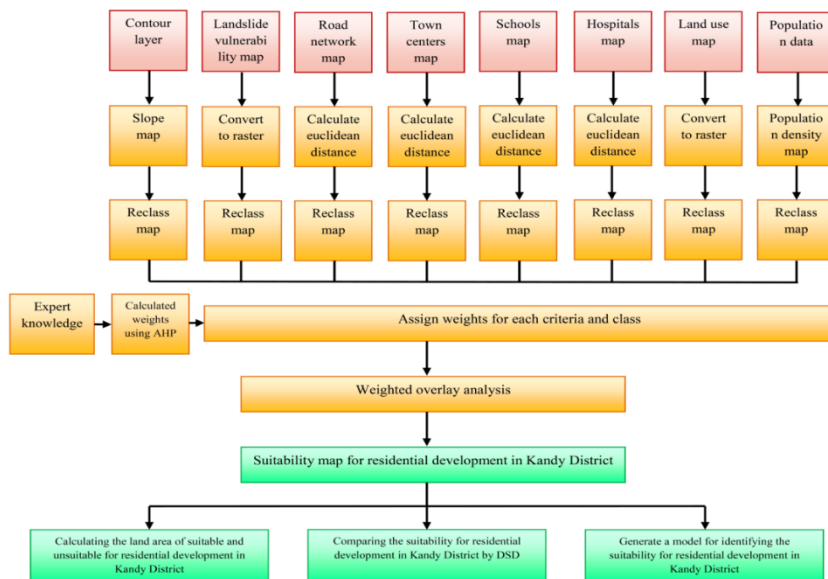 Contour
layer
Landslide
vulnerabi
lity map
Road
network
map
Town
centers
map
Schools
map
Hospitals
map
Land use
map
Populatio
n data
Slope
map
Convert
to raster
Calculate
euclidean
distance
Calculate
euclidean
distance
Calculate
euclidean
distance
Calculate
euclidean
distance
Convert
to raster
Populatio
n density
map
Reclass
map
Reclass
map
Reclass
map
Reclass
map
Reclass
map
Reclass
map
Reclass
map
Reclass
map
Expert
knowledge
Calculated
weights
using AHP
Assign weights for each criteria and class
Weighted overlay analysis
Suitability map for residential development in Kandy District
Calculating the land area of suitable and
unsuitable for residential development in
Kandy District
Comparing the suitability for residential
development in Kandy District by DSD
Generate a model for identifying the
suitability for residential development in
Kandy District